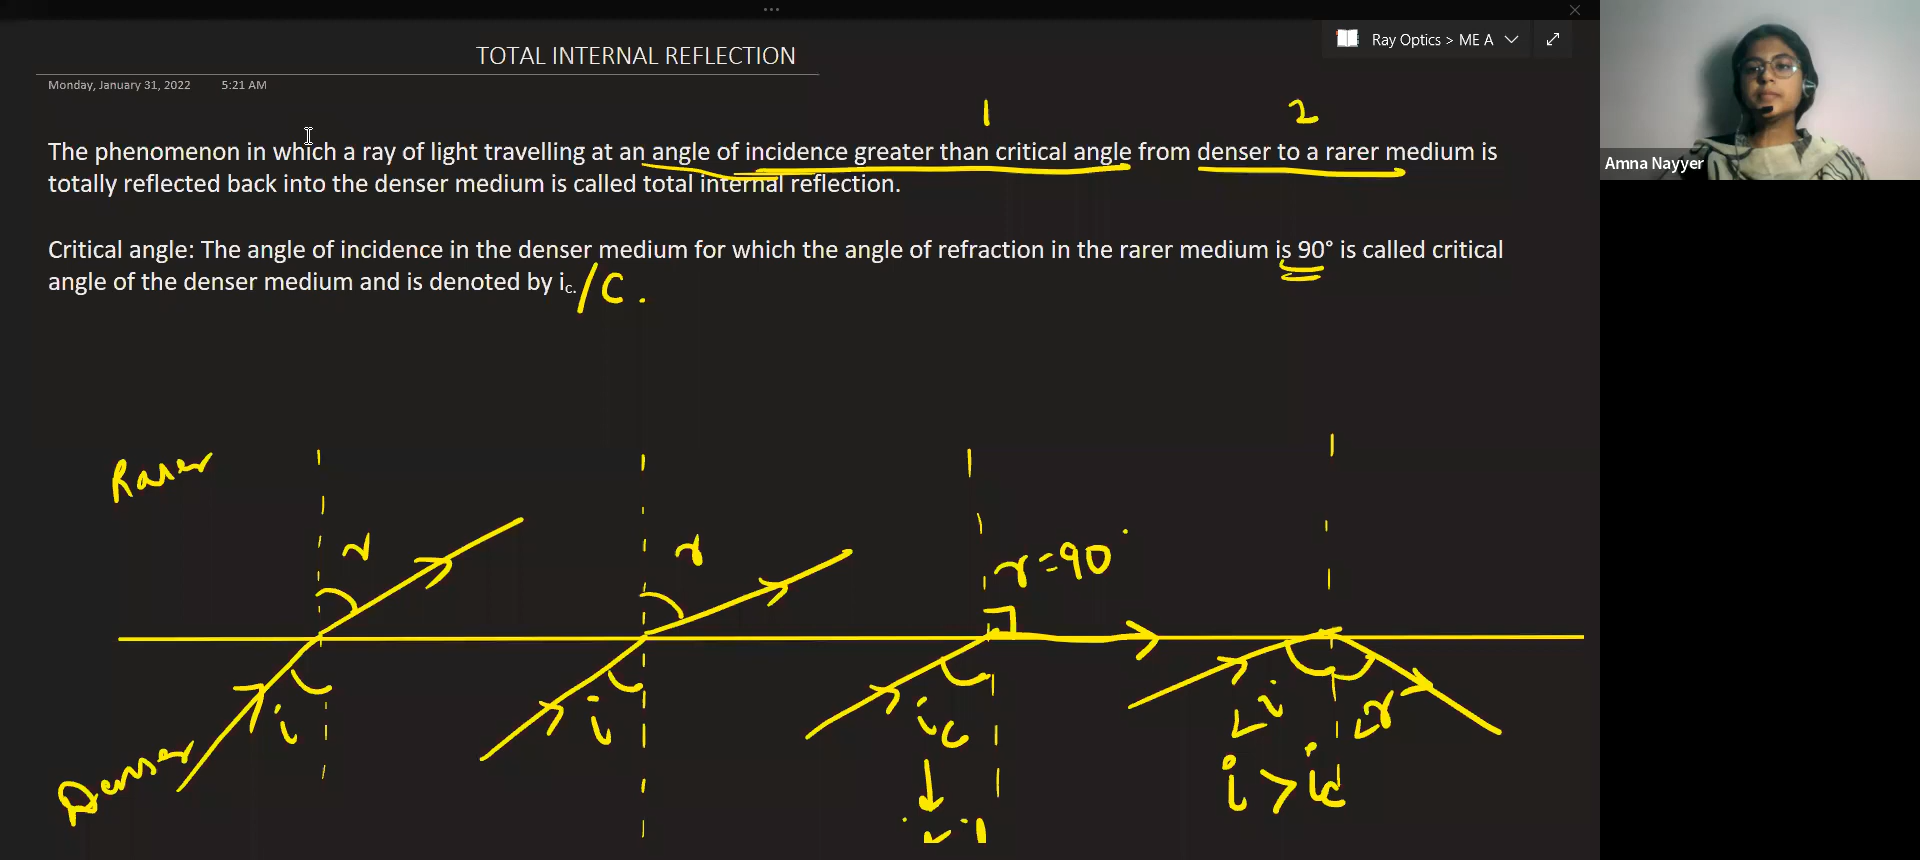 TOTAL INTERNAL REFLECTION
Ray Optics > ME A
Monday, January 31, 2022 5:21 AM
Amna Nayyer
1 2
The phenomenon in which a ray of light travelling at an angle of incidence greater than critical angle from denser to a rarer medium is
totally reflected back into the denser medium is called total internal reflection.
Critical angle: The angle of incidence in the denser medium for which the angle of refraction in the rarer medium is 90° is called critical
angle of the denser medium and is denoted by ic. /C.
Rarer
r r r=90°
i i ic ∠i ∠r
Denser
i > ic